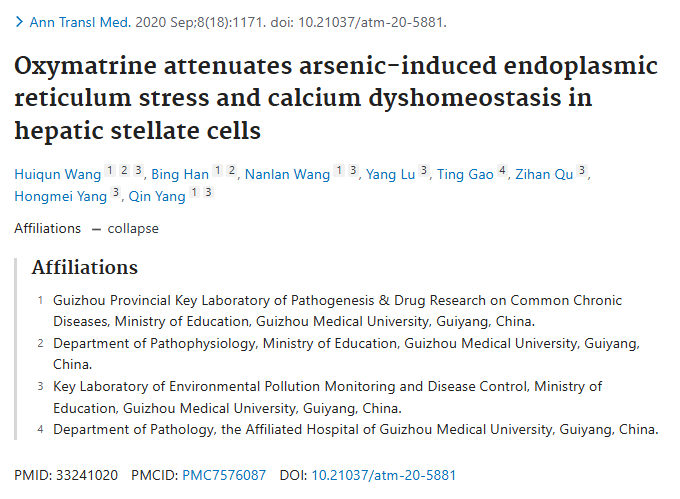 Ann Transl Med. 2020 Sep;8(18):1171. doi: 10.21037/atm-20-5881.
Oxymatrine attenuates arsenic-induced endoplasmic
reticulum stress and calcium dyshomeostasis in
hepatic stellate cells
Huiqun Wang 1 2 3, Bing Han 1 2, Nanlan Wang 1 3, Yang Lu 3, Ting Gao 4, Zihan Qu 3,
Hongmei Yang 3, Qin Yang 1 3
Affiliations – collapse
Affiliations
1 Guizhou Provincial Key Laboratory of Pathogenesis & Drug Research on Common Chronic
Diseases, Ministry of Education, Guizhou Medical University, Guiyang, China.
2 Department of Pathophysiology, Ministry of Education, Guizhou Medical University, Guiyang,
China.
3 Key Laboratory of Environmental Pollution Monitoring and Disease Control, Ministry of
Education, Guizhou Medical University, Guiyang, China.
4 Department of Pathology, the Affiliated Hospital of Guizhou Medical University, Guiyang, China.
PMID: 33241020 PMCID: PMC7576087 DOI: 10.21037/atm-20-5881